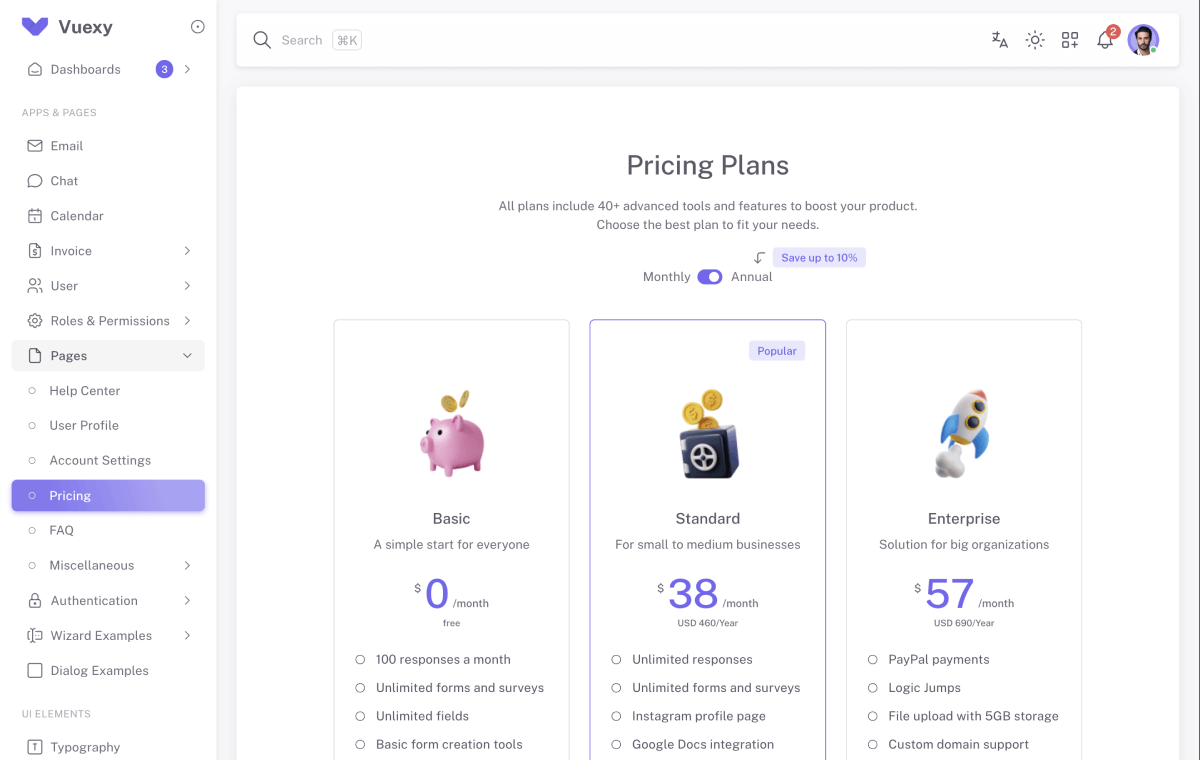 Vuexy
Dashboards 3
APPS & PAGES
Email
Chat
Calendar
Invoice
User
Roles & Permissions
Pages
Help Center
User Profile
Account Settings
Pricing
FAQ
Miscellaneous
Authentication
Wizard Examples
Dialog Examples
UI ELEMENTS
Typography
Search ⌘K
2
Pricing Plans
All plans include 40+ advanced tools and features to boost your product.
Choose the best plan to fit your needs.
Save up to 10%
Monthly Annual
Basic
A simple start for everyone
$ 0 /month
free
100 responses a month
Unlimited forms and surveys
Unlimited fields
Basic form creation tools
Popular
Standard
For small to medium businesses
$ 38 /month
USD 460/Year
Unlimited responses
Unlimited forms and surveys
Instagram profile page
Google Docs integration
Enterprise
Solution for big organizations
$ 57 /month
USD 690/Year
PayPal payments
Logic Jumps
File upload with 5GB storage
Custom domain support